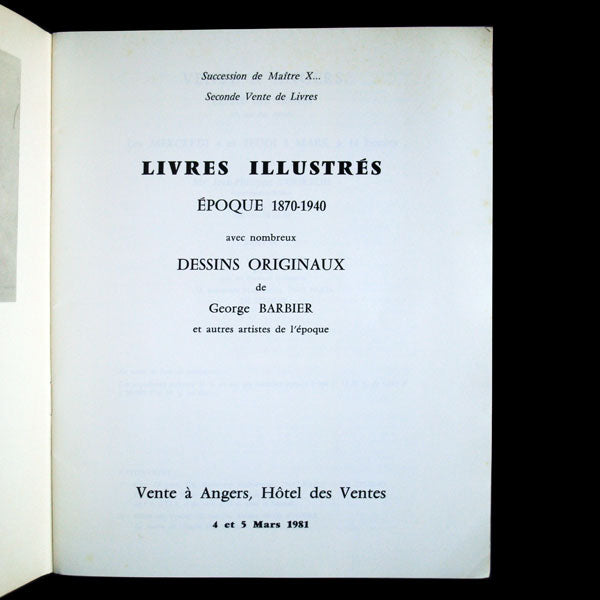 Succession de Maître X...
Seconde Vente de Livres
LIVRES ILLUSTRÉS
ÉPOQUE 1870-1940
avec nombreux
DESSINS ORIGINAUX
de
George BARBIER
et autres artistes de l'époque
Vente à Angers, Hôtel des Ventes
4 et 5 Mars 1981